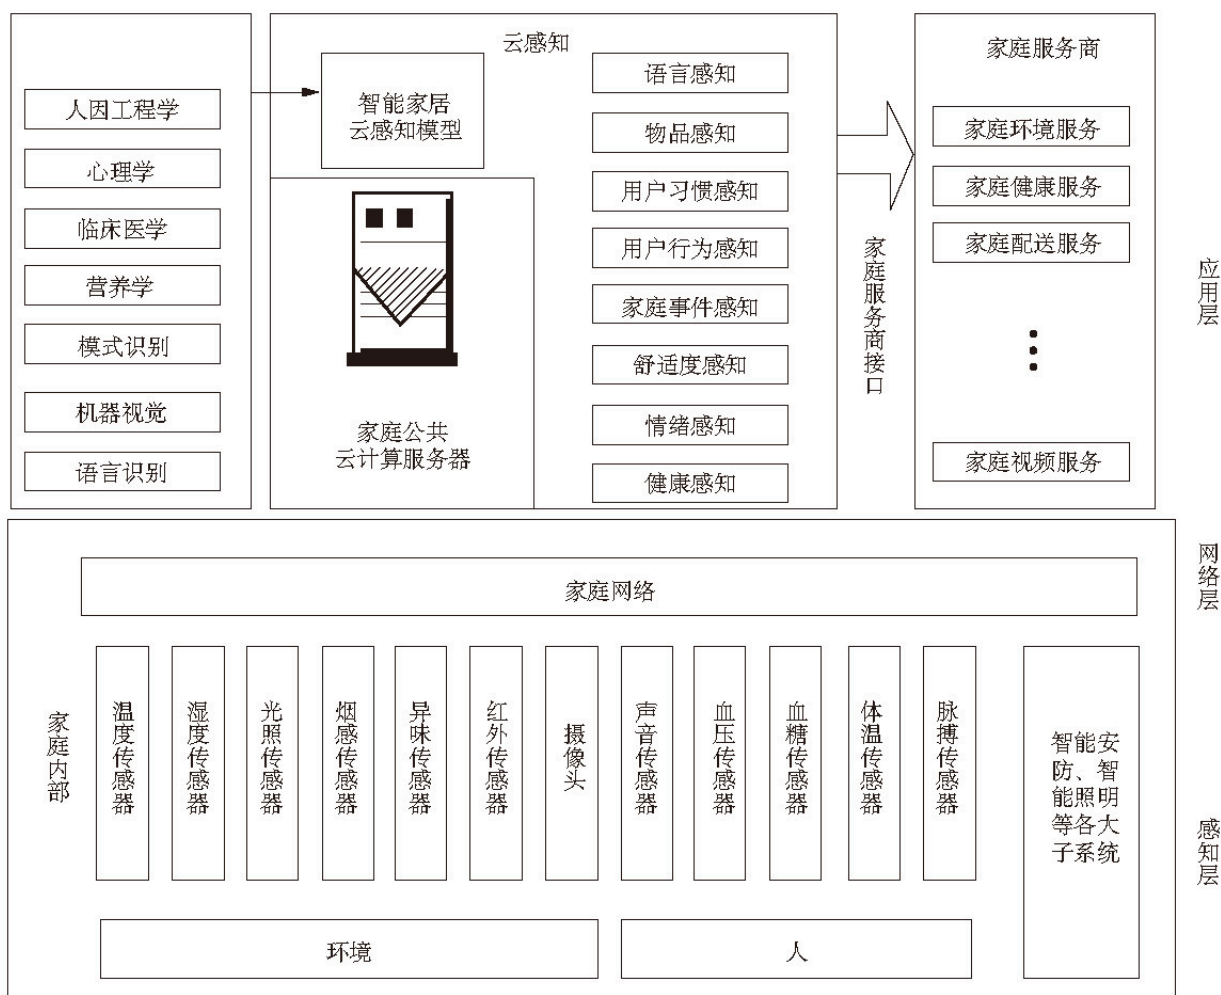 人因工程学
心理学
临床医学
营养学
模式识别
机器视觉
语言识别
云感知
智能家居
云感知模型
家庭公共
云计算服务器
语言感知
物品感知
用户习惯感知
用户行为感知
家庭事件感知
舒适度感知
情绪感知
健康感知
家庭服务商接口
家庭服务商
家庭环境服务
家庭健康服务
家庭配送服务
家庭视频服务
应用层
网络层
家庭网络
家庭内部
温度传感器
湿度传感器
光照传感器
烟感传感器
异味传感器
红外传感器
摄像头
声音传感器
血压传感器
血糖传感器
体温传感器
脉搏传感器
智能安
防、智
能照明
等各大
子系统
感知层
环境
人